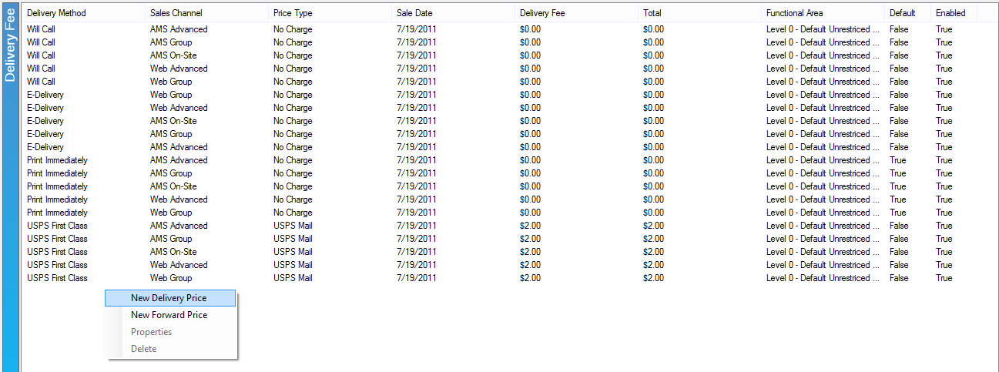 Delivery Fee
Delivery Method Sales Channel Price Type Sale Date Delivery Fee Total Functional Area Default Enabled
Will Call AMS Advanced No Charge 7/19/2011 $0.00 $0.00 Level 0 - Default Unrestriced ... False True
Will Call AMS Group No Charge 7/19/2011 $0.00 $0.00 Level 0 - Default Unrestriced ... False True
Will Call AMS On-Site No Charge 7/19/2011 $0.00 $0.00 Level 0 - Default Unrestriced ... False True
Will Call Web Advanced No Charge 7/19/2011 $0.00 $0.00 Level 0 - Default Unrestriced ... False True
Will Call Web Group No Charge 7/19/2011 $0.00 $0.00 Level 0 - Default Unrestriced ... False True
E-Delivery Web Group No Charge 7/19/2011 $0.00 $0.00 Level 0 - Default Unrestriced ... False True
E-Delivery Web Advanced No Charge 7/19/2011 $0.00 $0.00 Level 0 - Default Unrestriced ... False True
E-Delivery AMS On-Site No Charge 7/19/2011 $0.00 $0.00 Level 0 - Default Unrestriced ... False True
E-Delivery AMS Group No Charge 7/19/2011 $0.00 $0.00 Level 0 - Default Unrestriced ... False True
E-Delivery AMS Advanced No Charge 7/19/2011 $0.00 $0.00 Level 0 - Default Unrestriced ... False True
Print Immediately AMS Advanced No Charge 7/19/2011 $0.00 $0.00 Level 0 - Default Unrestriced ... True True
Print Immediately AMS Group No Charge 7/19/2011 $0.00 $0.00 Level 0 - Default Unrestriced ... True True
Print Immediately AMS On-Site No Charge 7/19/2011 $0.00 $0.00 Level 0 - Default Unrestriced ... True True
Print Immediately Web Advanced No Charge 7/19/2011 $0.00 $0.00 Level 0 - Default Unrestriced ... True True
Print Immediately Web Group No Charge 7/19/2011 $0.00 $0.00 Level 0 - Default Unrestriced ... True True
USPS First Class AMS Advanced USPS Mail 7/19/2011 $2.00 $2.00 Level 0 - Default Unrestriced ... False True
USPS First Class AMS Group USPS Mail 7/19/2011 $2.00 $2.00 Level 0 - Default Unrestriced ... False True
USPS First Class AMS On-Site USPS Mail 7/19/2011 $2.00 $2.00 Level 0 - Default Unrestriced ... False True
USPS First Class Web Advanced USPS Mail 7/19/2011 $2.00 $2.00 Level 0 - Default Unrestriced ... False True
USPS First Class Web Group USPS Mail 7/19/2011 $2.00 $2.00 Level 0 - Default Unrestriced ... False True
New Delivery Price
New Forward Price
Properties
Delete